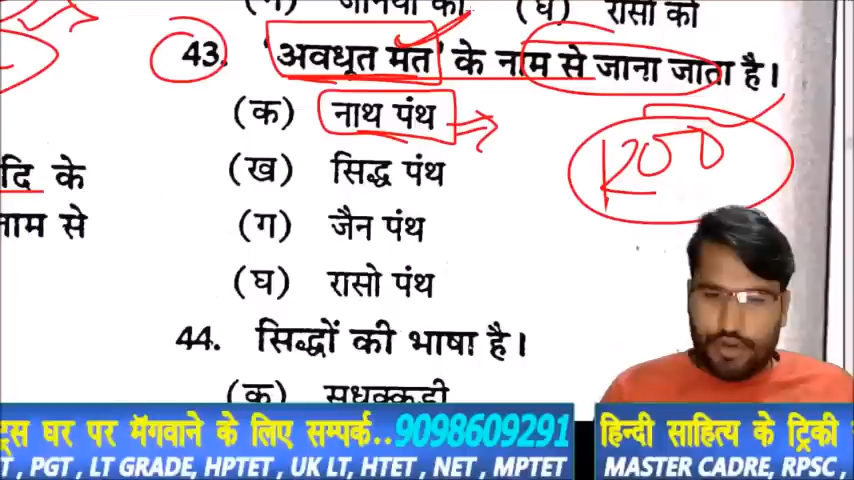 जैनियों को (घ) रासो को
43. 'अवधूत मत' के नाम से जाना जाता है।
(क) नाथ पंथ
(ख) सिद्ध पंथ
(ग) जैन पंथ
(घ) रासो पंथ
दि के
नाम से
44. सिद्धों की भाषा है।
(क) सधुक्कड़ी
ट्स घर पर मँगवाने के लिए सम्पर्क..9098609291
T, PGT, LT GRADE, HPTET, UK LT, HTET, NET, MPTET
हिन्दी साहित्य के ट्रिकी
MASTER CADRE, RPSC,